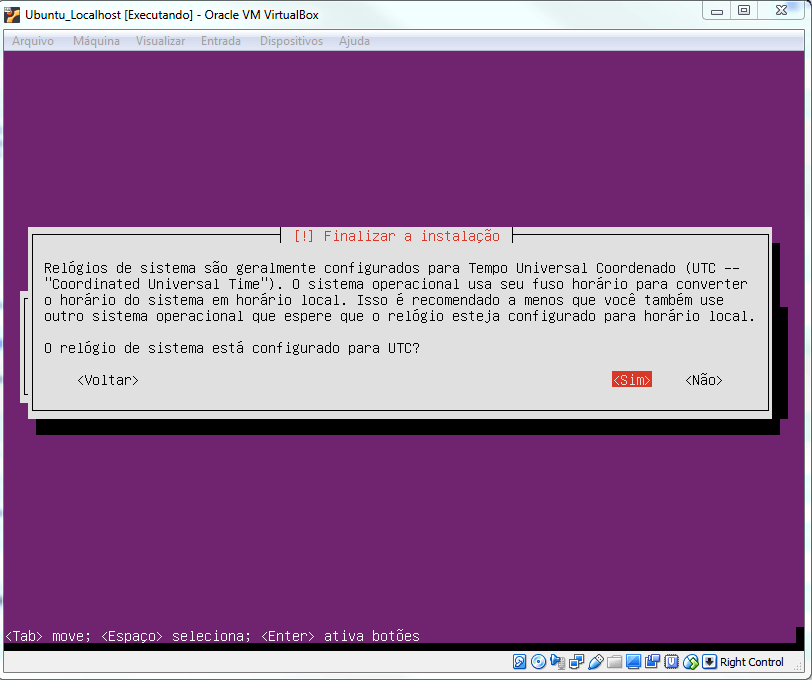 Ubuntu_Localhost [Executando] - Oracle VM VirtualBox
Arquivo Máquina Visualizar Entrada Dispositivos Ajuda
[!] Finalizar a instalação
Relógios de sistema são geralmente configurados para Tempo Universal Coordenado (UTC --
"Coordinated Universal Time"). O sistema operacional usa seu fuso horário para converter
o horário do sistema em horário local. Isso é recomendado a menos que você também use
outro sistema operacional que espere que o relógio esteja configurado para horário local.
O relógio de sistema está configurado para UTC?
<Voltar> <Sim> <Não>
<Tab> move; <Espaço> seleciona; <Enter> ativa botões
Right Control